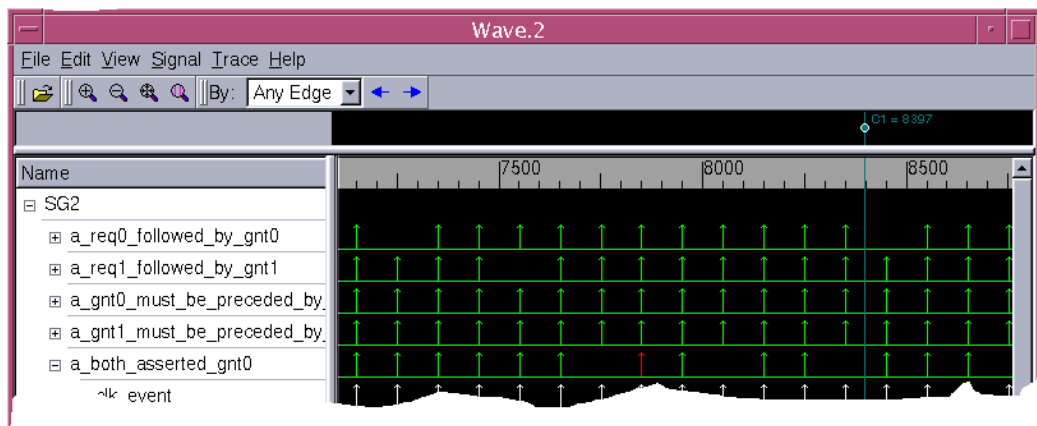 Wave.2
File Edit View Signal Trace Help
By: Any Edge
C1 = 8397
Name
7500 8000 8500
SG2
a_req0_followed_by_gnt0
a_req1_followed_by_gnt1
a_gnt0_must_be_preceded_by_
a_gnt1_must_be_preceded_by_
a_both_asserted_gnt0
clk_event